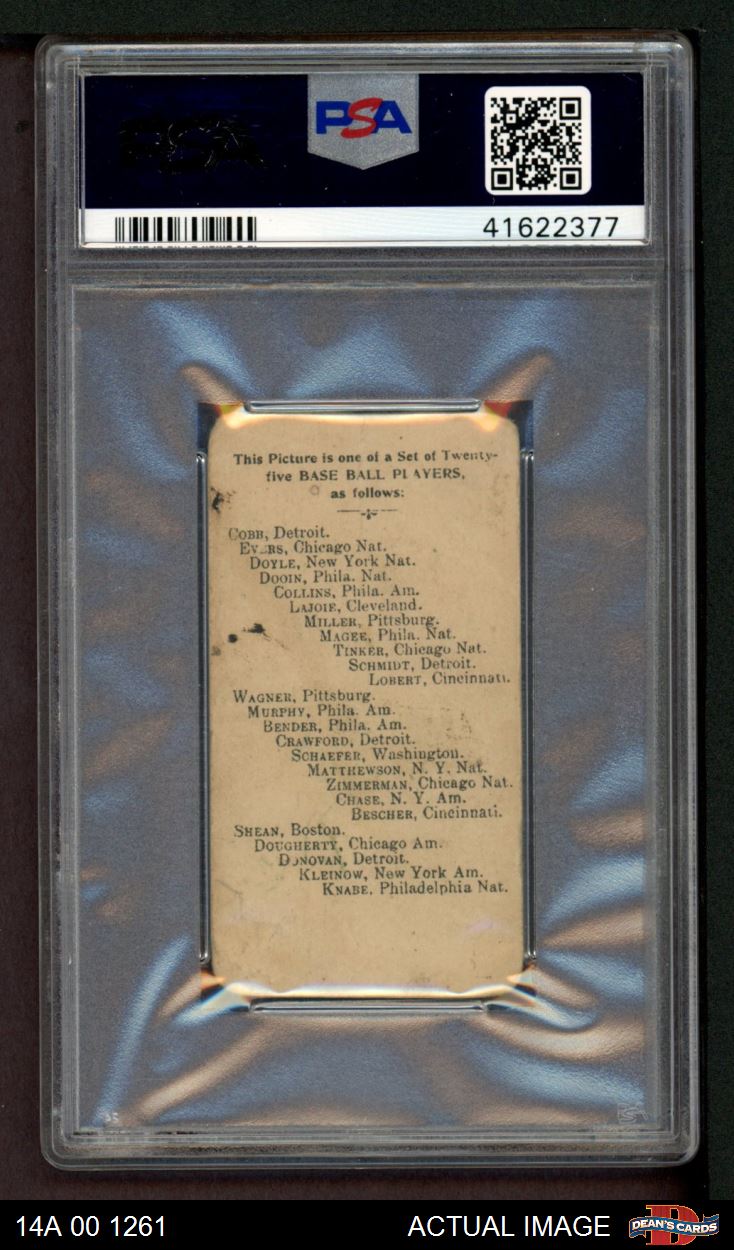 PSA
41622377
This Picture is one of a Set of Twenty-
five BASE BALL PLAYERS,
as follows:
COBB, Detroit.
EVERS, Chicago Nat.
DOYLE, New York Nat.
DOOIN, Phila. Nat.
COLLINS, Phila. Am.
LAJOIE, Cleveland.
MILLER, Pittsburg.
MAGEE, Phila. Nat.
TINKER, Chicago Nat.
SCHMIDT, Detroit.
LOBERT, Cincinnati.
WAGNER, Pittsburg.
MURPHY, Phila. Am.
BENDER, Phila. Am.
CRAWFORD, Detroit.
SCHAEFER, Washington.
MATTHEWSON, N. Y. Nat.
ZIMMERMAN, Chicago Nat.
CHASE, N. Y. Am.
BESCHER, Cincinnati.
SHEAN, Boston.
DOUGHERTY, Chicago Am.
DONOVAN, Detroit.
KLEINOW, New York Am.
KNABE, Philadelphia Nat.
14A 00 1261
ACTUAL IMAGE
DEAN'S CARDS